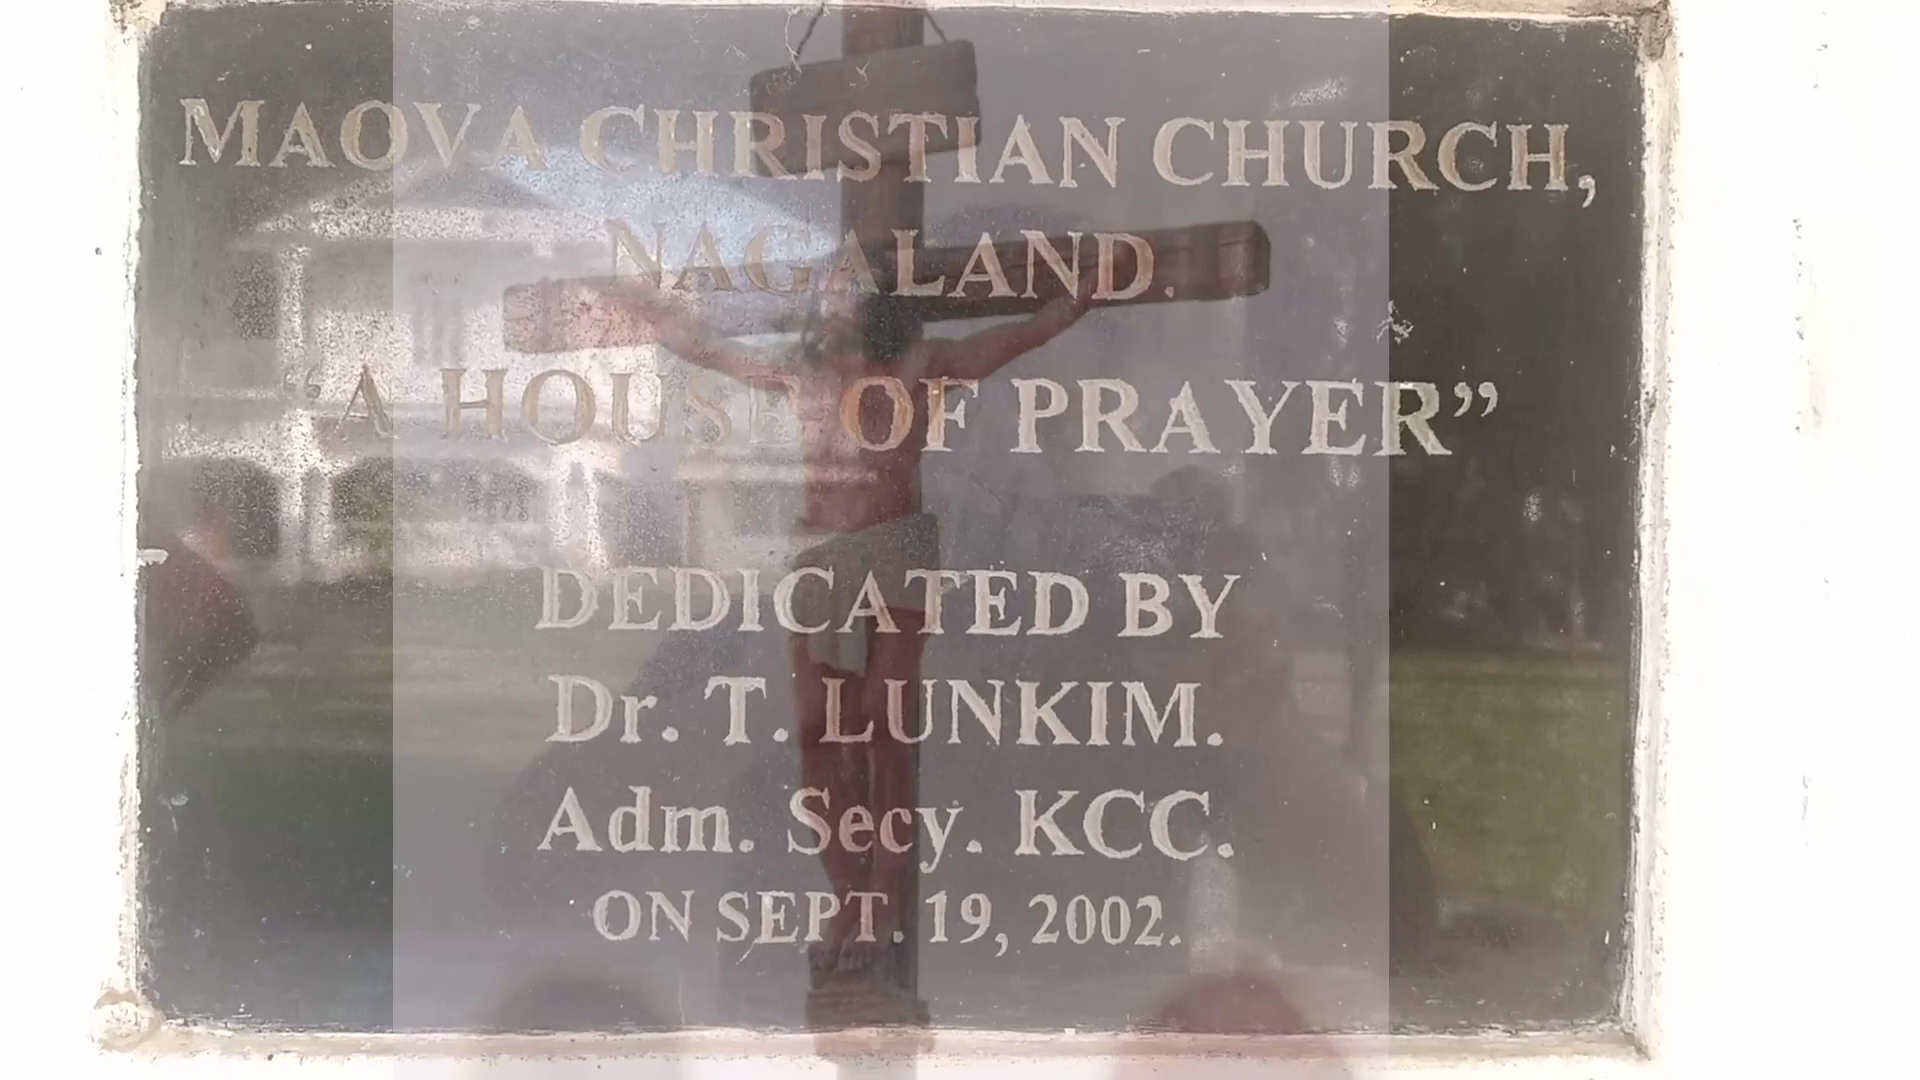 MAOVA CHRISTIAN CHURCH,
NAGALAND.
"A HOUSE OF PRAYER"
DEDICATED BY
Dr. T. LUNKIM.
Adm. Secy. KCC.
ON SEPT. 19, 2002.